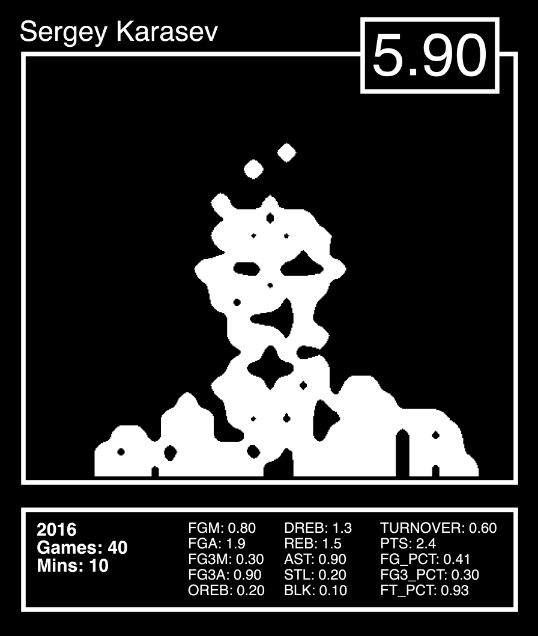 Sergey Karasev
5.90
2016
Games: 40
Mins: 10
FGM: 0.80
FGA: 1.9
FG3M: 0.30
FG3A: 0.90
OREB: 0.20
DREB: 1.3
REB: 1.5
AST: 0.90
STL: 0.20
BLK: 0.10
TURNOVER: 0.60
PTS: 2.4
FG_PCT: 0.41
FG3_PCT: 0.30
FT_PCT: 0.93